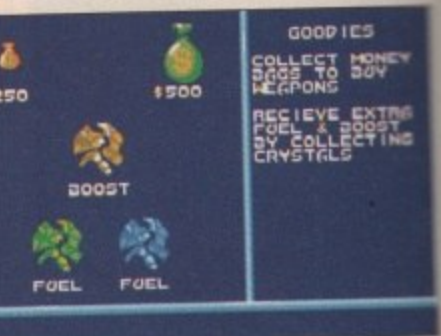 250
$500
BOOST
FUEL FUEL
GOODIES
COLLECT MONEY
BAGS TO BUY
WEAPONS
RECIEVE EXTRA
FUEL & BOOST
BY COLLECTING
CRYSTALS